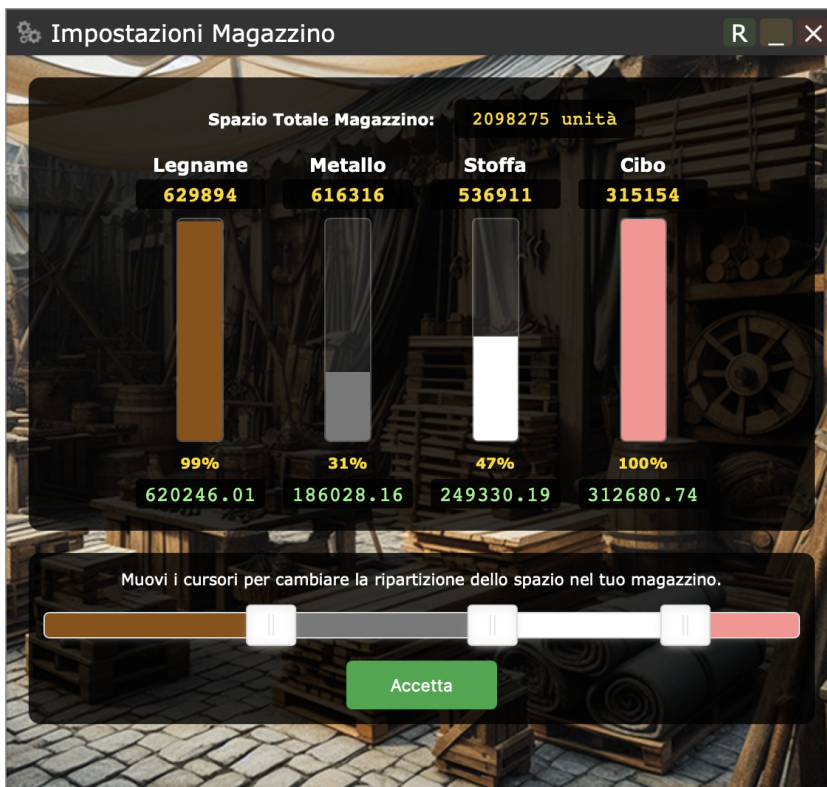 Impostazioni Magazzino R _ X
Spazio Totale Magazzino: 2098275 unità
Legname Metallo Stoffa Cibo
629894 616316 536911 315154
99% 31% 47% 100%
620246.01 186028.16 249330.19 312680.74
Muovi i cursori per cambiare la ripartizione dello spazio nel tuo magazzino.
Accetta